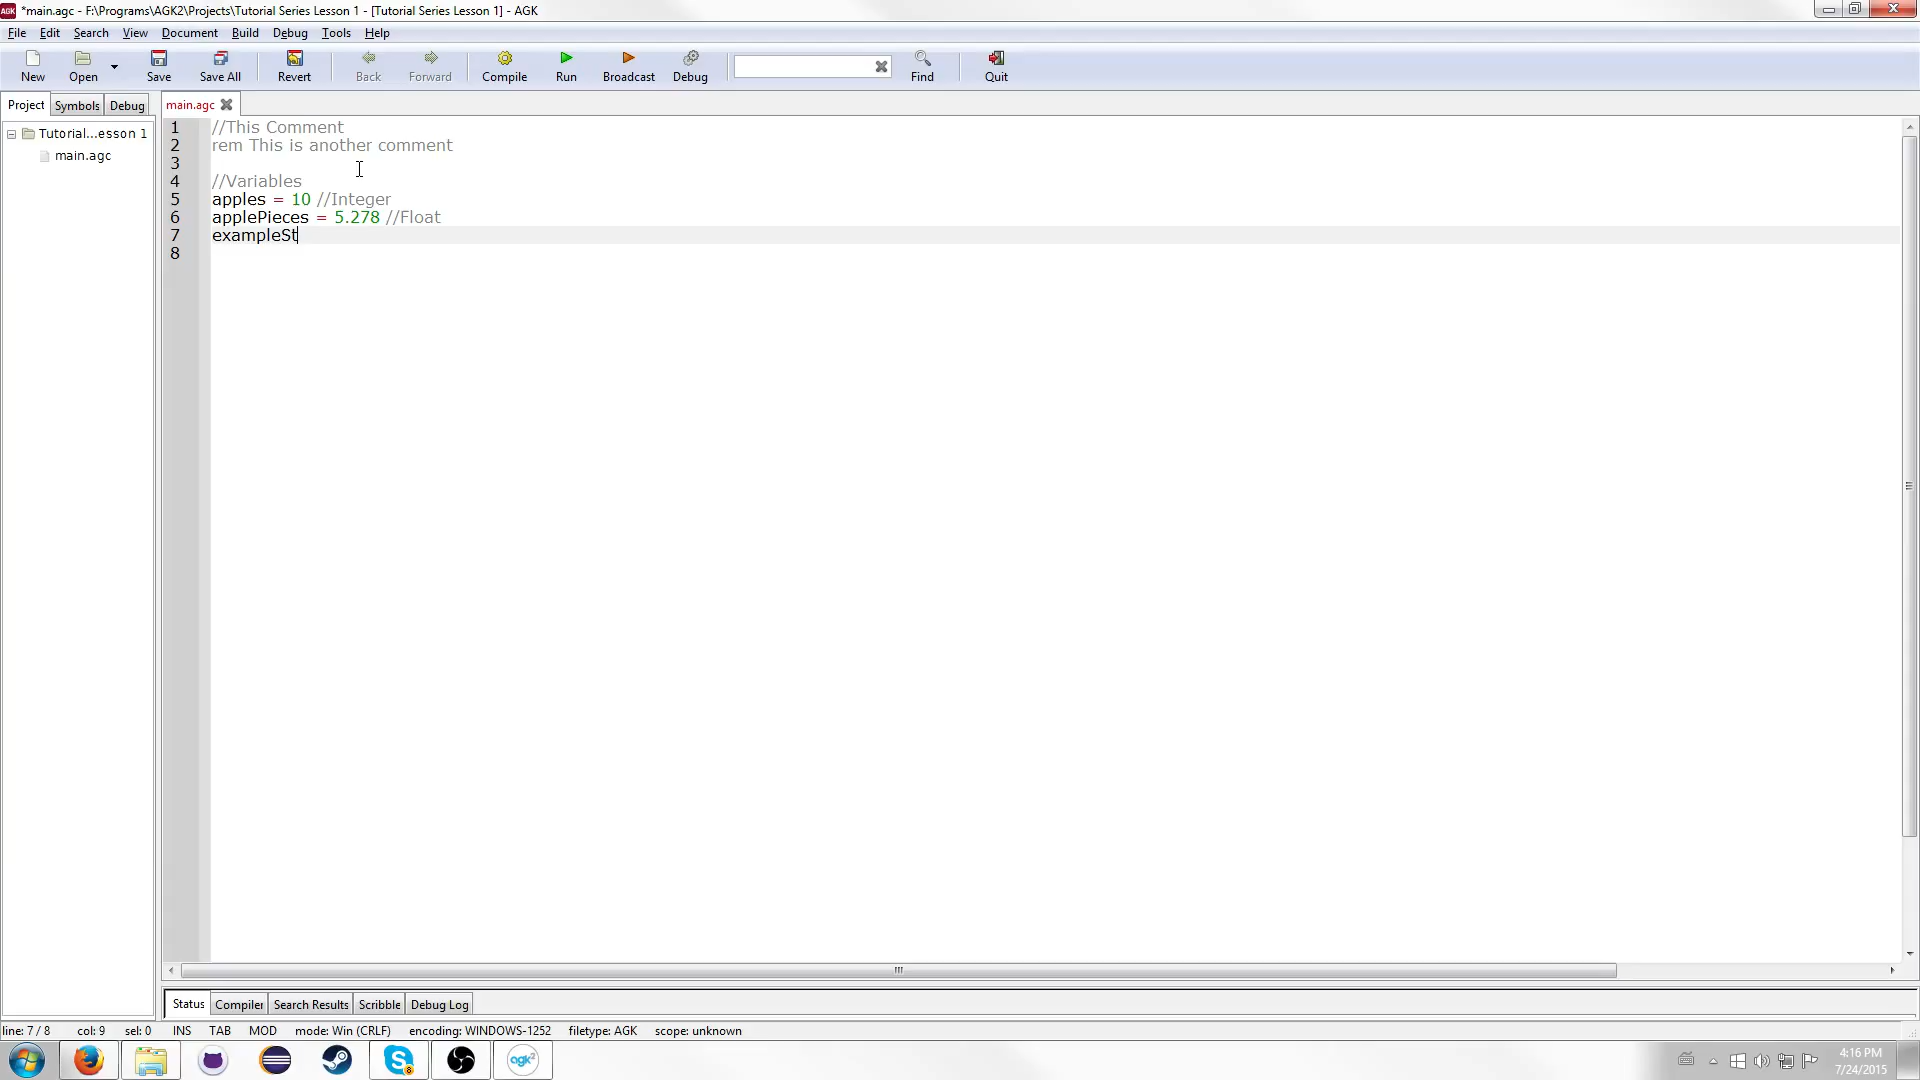 *main.agc - F:\Programs\AGK2\Projects\Tutorial Series Lesson 1 - [Tutorial Series Lesson 1] - AGK
File Edit Search View Document Build Debug Tools Help
New Open Save Save All Revert Back Forward Compile Run Broadcast Debug Find Quit
Project Symbols Debug main.agc
Tutorial...esson 1
main.agc
1 //This Comment
2 rem This is another comment
3
4 //Variables
5 apples = 10 //Integer
6 applePieces = 5.278 //Float
7 exampleSt
8
Status Compiler Search Results Scribble Debug Log
line: 7 / 8 col: 9 sel: 0 INS TAB MOD mode: Win (CRLF) encoding: WINDOWS-1252 filetype: AGK scope: unknown
agk2
4:16 PM
7/24/2015